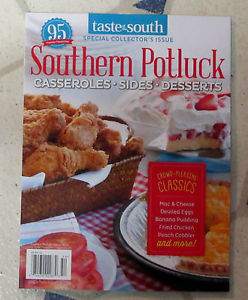 95
taste of the south
SPECIAL COLLECTOR'S ISSUE
Southern Potluck
CASSEROLES • SIDES • DESSERTS
CROWD-PLEASING
CLASSICS
Mac & Cheese
Deviled Eggs
Banana Pudding
Fried Chicken
Peach Cobbler
and more!